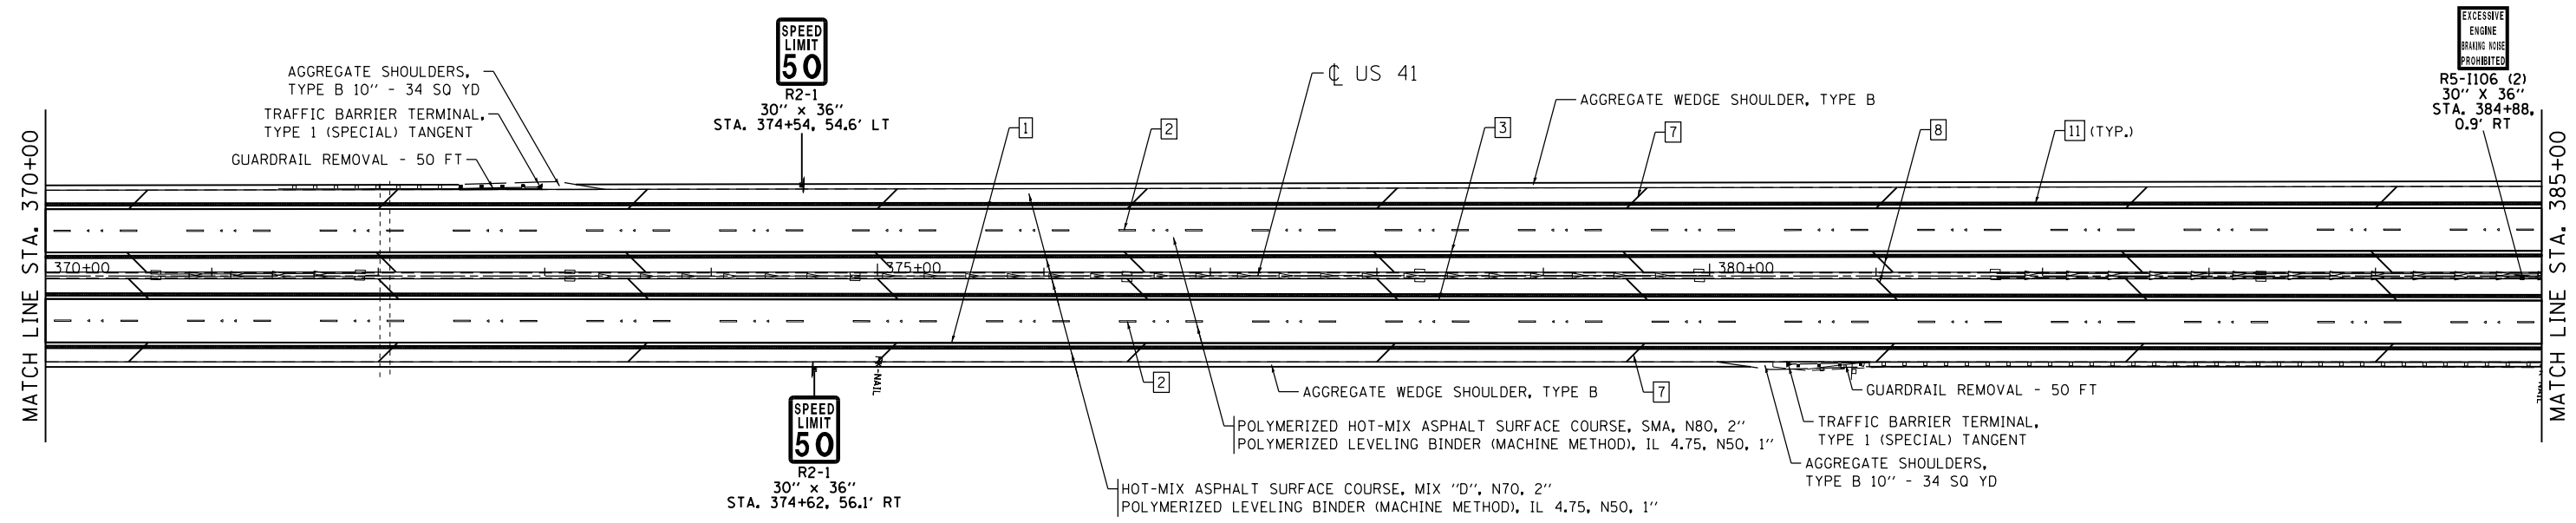 SPEED
LIMIT
50
R2-1
30'' x 36''
STA. 374+54, 54.6' LT
EXCESSIVE
ENGINE
BRAKING NOISE
PROHIBITED
R5-I106 (2)
30'' X 36''
STA. 384+88,
0.9' RT
AGGREGATE SHOULDERS,
TYPE B 10'' - 34 SQ YD
TRAFFIC BARRIER TERMINAL,
TYPE 1 (SPECIAL) TANGENT
GUARDRAIL REMOVAL - 50 FT
℄ US 41
AGGREGATE WEDGE SHOULDER, TYPE B
1
2
3
7
8
11 (TYP.)
MATCH LINE STA. 370+00
370+00
375+00
380+00
MATCH LINE STA. 385+00
2
7
AGGREGATE WEDGE SHOULDER, TYPE B
GUARDRAIL REMOVAL - 50 FT
TRAFFIC BARRIER TERMINAL,
TYPE 1 (SPECIAL) TANGENT
AGGREGATE SHOULDERS,
TYPE B 10'' - 34 SQ YD
POLYMERIZED HOT-MIX ASPHALT SURFACE COURSE, SMA, N80, 2''
POLYMERIZED LEVELING BINDER (MACHINE METHOD), IL 4.75, N50, 1''
HOT-MIX ASPHALT SURFACE COURSE, MIX "D", N70, 2''
POLYMERIZED LEVELING BINDER (MACHINE METHOD), IL 4.75, N50, 1''
SPEED
LIMIT
50
R2-1
30'' x 36''
STA. 374+62, 56.1' RT